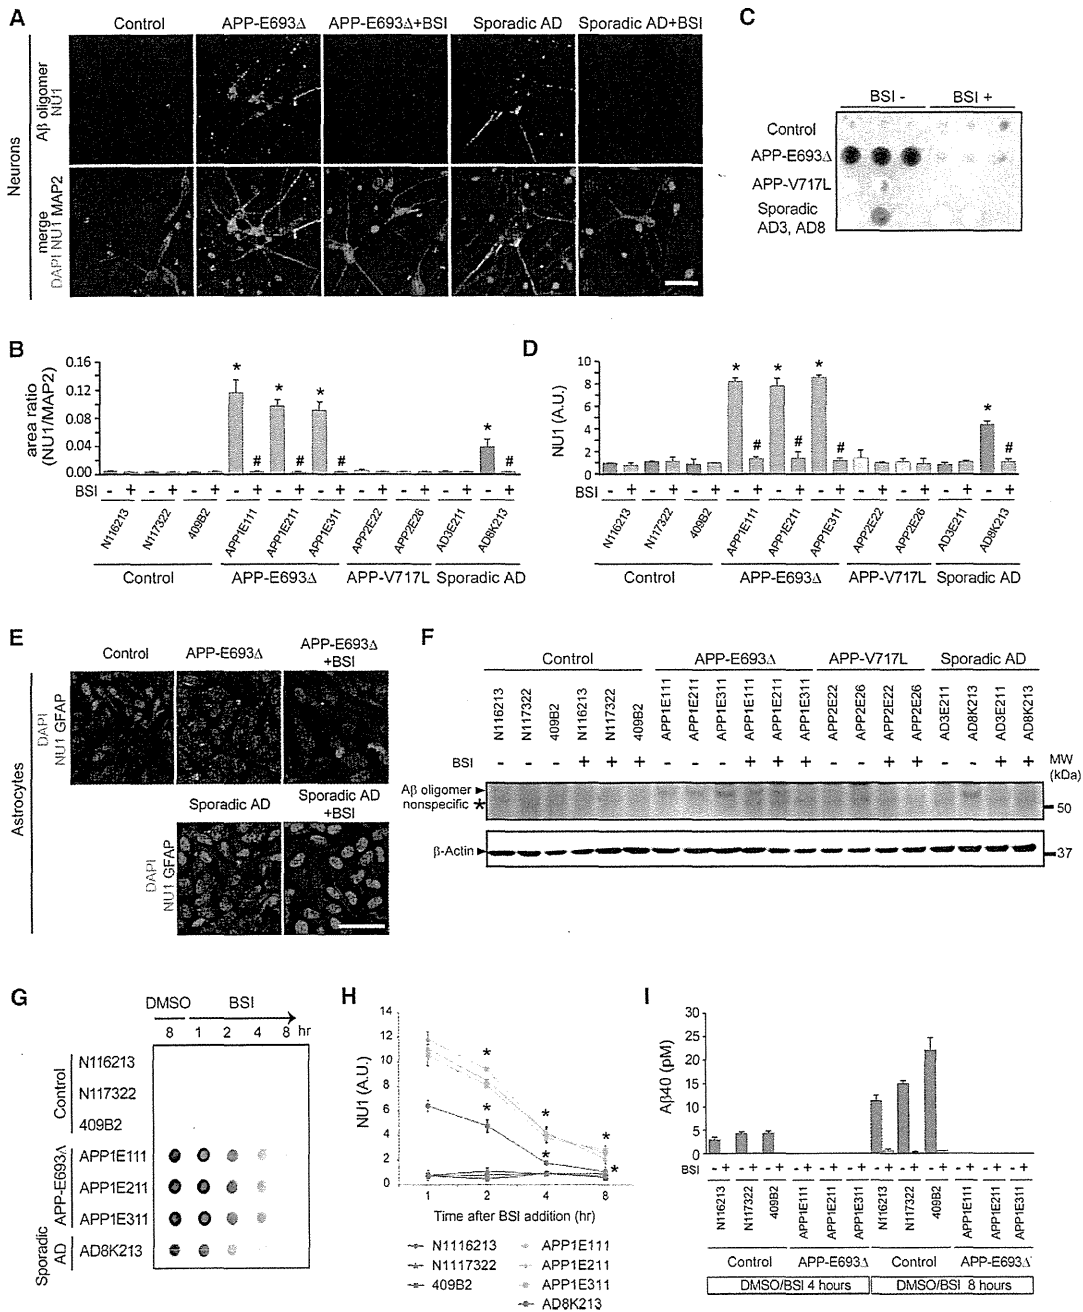 A
Control APP-E693Δ APP-E693Δ+BSI Sporadic AD Sporadic AD+BSI
Neurons
Aβ oligomer
NU1
merge
DAPI NU1 MAP2
C
BSI - BSI +
Control
APP-E693Δ
APP-V717L
Sporadic
AD3, AD8
B
area ratio
(NU1/MAP2)
0.16
0.12
0.08
0.04
0.00
* * * *
# # # #
BSI - + - + - + - + - + - + - + - + - + - +
N116213 N117322 409B2 APP1E111 APP1E211 APP1E311 APP2E22 APP2E26 AD3E211 AD8K213
Control APP-E693Δ APP-V717L Sporadic AD
D
NU1 (A.U.)
10
8
6
4
2
0
* * * *
# # # #
BSI - + - + - + - + - + - + - + - + - + - +
N116213 N117322 409B2 APP1E111 APP1E211 APP1E311 APP2E22 APP2E26 AD3E211 AD8K213
Control APP-E693Δ APP-V717L Sporadic AD
E
Control APP-E693Δ APP-E693Δ
+BSI
Astrocytes
DAPI
NU1 GFAP
Sporadic AD Sporadic AD
+BSI
DAPI
NU1 GFAP
F
Control APP-E693Δ APP-V717L Sporadic AD
N116213 N117322 409B2 N116213 N117322 409B2 APP1E111 APP1E211 APP1E311 APP1E111 APP1E211 APP1E311 APP2E22 APP2E26 APP2E22 APP2E26 AD3E211 AD8K213 AD3E211 AD8K213
BSI - - - + + + - - - + + + - - + + - - + +
MW
(kDa)
Aβ oligomer
nonspecific *
50
β-Actin
37
G
DMSO BSI
8 1 2 4 8 hr
Control
N116213
N117322
409B2
APP-E693Δ
APP1E111
APP1E211
APP1E311
Sporadic
AD
AD8K213
H
NU1 (A.U.)
14
12
10
8
6
4
2
0
* * * * * *
1 2 4 8
Time after BSI addition (hr)
N1116213 APP1E111
N1117322 APP1E211
409B2 APP1E311
AD8K213
I
Aβ40 (pM)
30
25
20
15
10
5
0
BSI - + - + - + - + - + - + - + - + - + - + - + - +
N116213 N17322 409B2 APP1E111 APP1E211 APP1E311 N116213 N117322 409B2 APP1E111 APP1E211 APP1E311
Control APP-E693Δ Control APP-E693Δ
DMSO/BSI 4 hours DMSO/BSI 8 hours